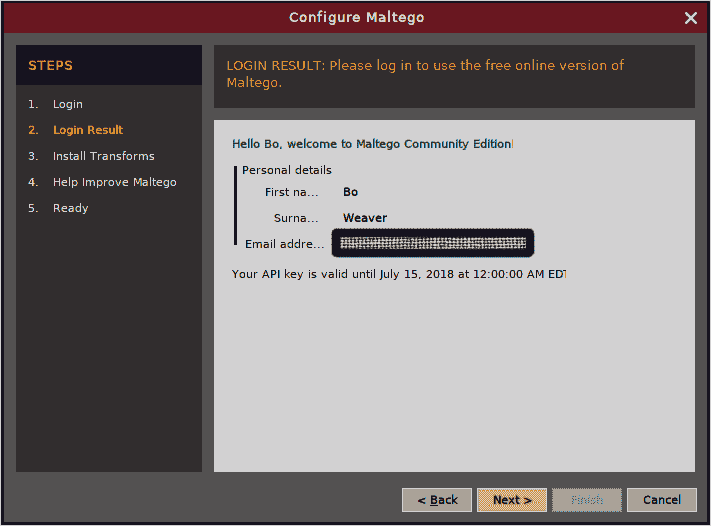 Configure Maltego
STEPS
1. Login
2. Login Result
3. Install Transforms
4. Help Improve Maltego
5. Ready
LOGIN RESULT: Please log in to use the free online version of
Maltego.
Hello Bo, welcome to Maltego Community Edition!
Personal details
First na... Bo
Surna... Weaver
Email addre...
Your API key is valid until July 15, 2018 at 12:00:00 AM EDT
< Back
Next >
Finish
Cancel